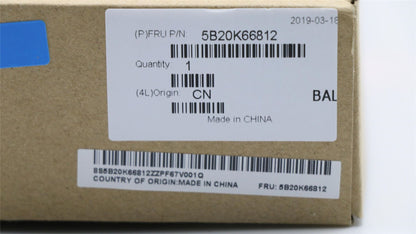 2019-03-18
(P)FRU P/N: 5B20K66812
Quantity: 1
(4L)Origin: CN
BAL
Made in CHINA
8S5B20K66812ZZPF67V001Q
COUNTRY OF ORIGIN:MADE IN CHINA FRU: 5B20K66812